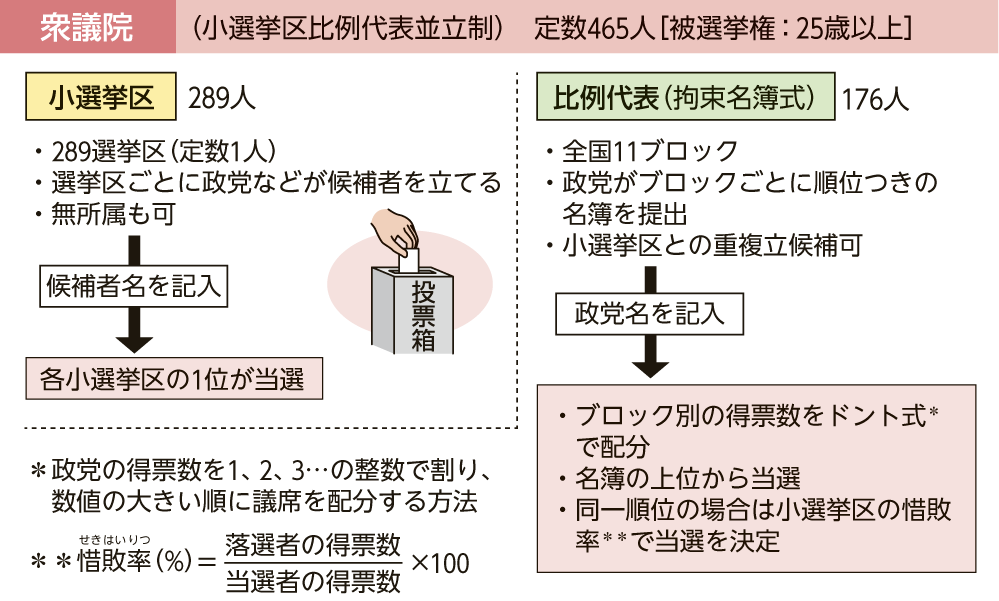 衆議院 (小選挙区比例代表並立制) 定数465人[被選挙権:25歳以上]
小選挙区 289人
・289選挙区(定数1人)
・選挙区ごとに政党などが候補者を立てる
・無所属も可
候補者名を記入
各小選挙区の1位が当選
投票箱
比例代表(拘束名簿式) 176人
・全国11ブロック
・政党がブロックごとに順位つきの
名簿を提出
・小選挙区との重複立候補可
政党名を記入
・ブロック別の得票数をドント式*
で配分
・名簿の上位から当選
・同一順位の場合は小選挙区の惜敗
率**で当選を決定
*政党の得票数を1、2、3…の整数で割り、
数値の大きい順に議席を配分する方法
せきはいりつ
**惜敗率(%)=落選者の得票数/当選者の得票数×100